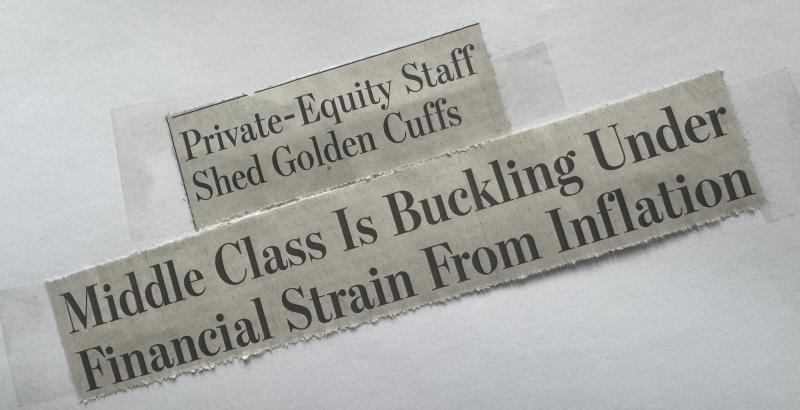 Private-Equity Staff
Shed Golden Cuffs
Middle Class Is Buckling Under
Financial Strain From Inflation